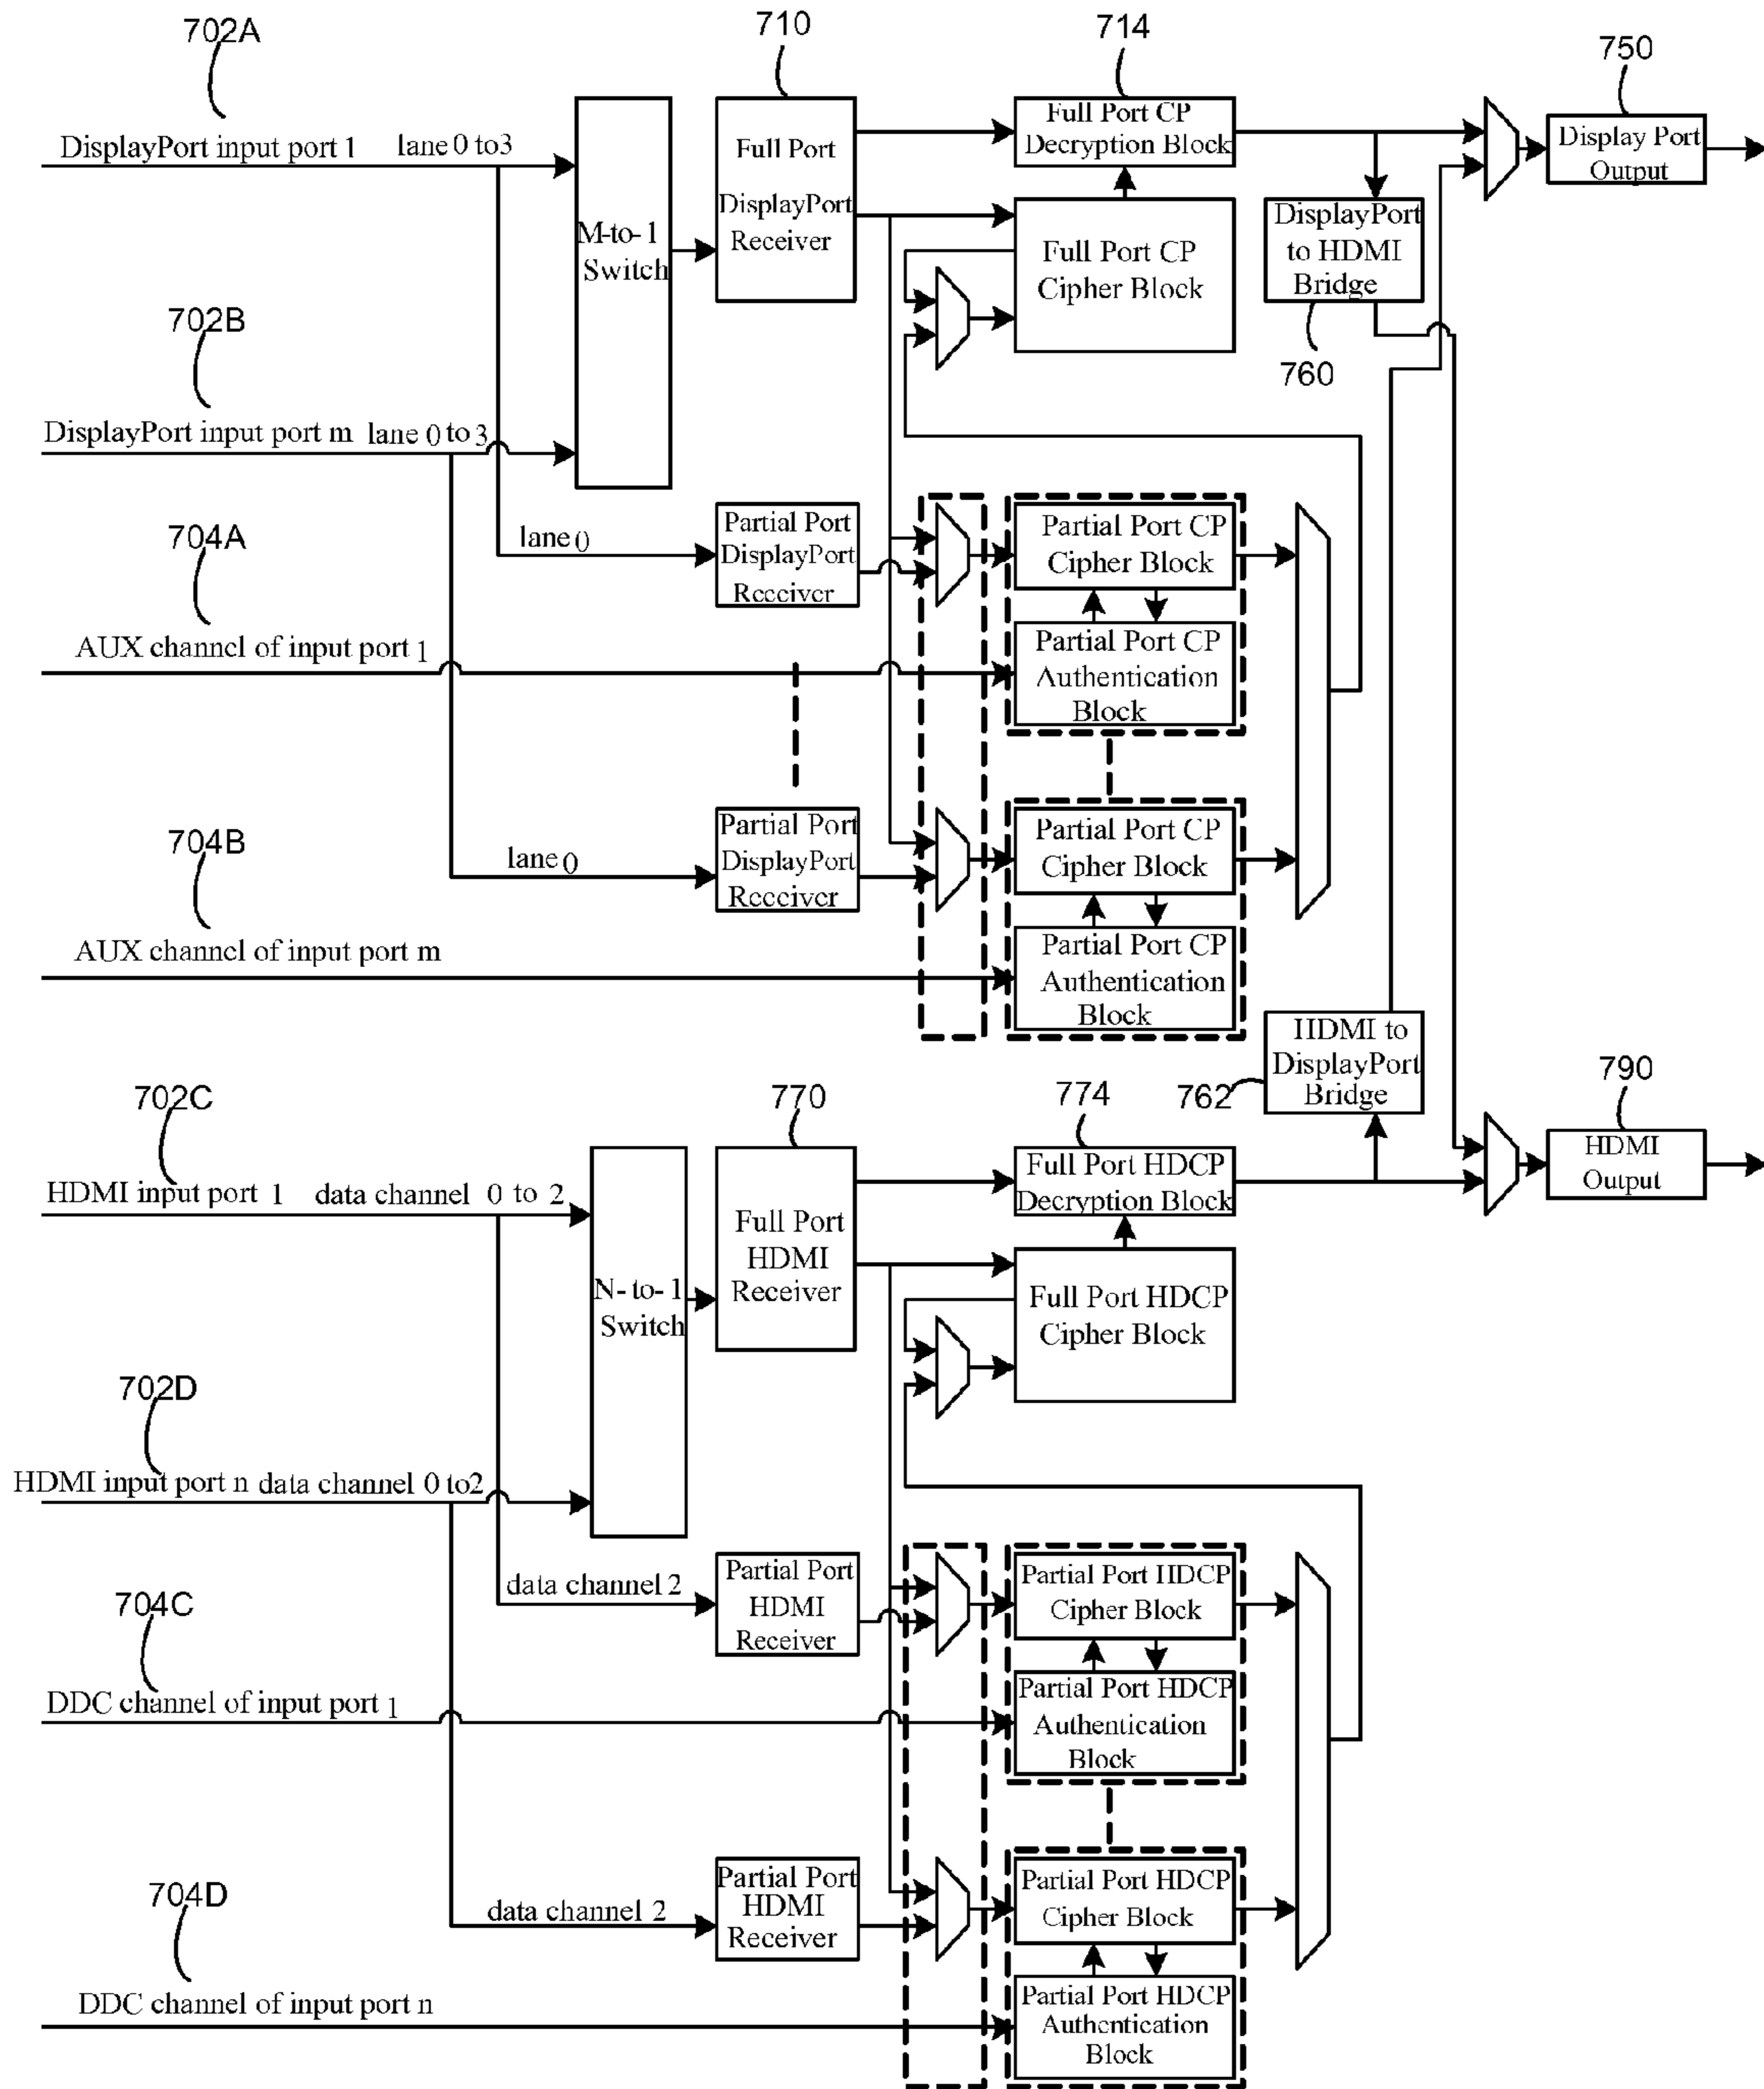 702A
710
714
750
DisplayPort input port 1 lane 0 to3
M-to-1
Switch
Full Port
DisplayPort
Receiver
Full Port CP
Decryption Block
Full Port CP
Cipher Block
Display Port
Output
DisplayPort
to HDMI
Bridge
760
702B
DisplayPort input port m lane 0 to 3
704A
lane 0
Partial Port
DisplayPort
Receiver
Partial Port CP
Cipher Block
AUX channel of input port 1
Partial Port CP
Authentication
Block
704B
lane 0
Partial Port
DisplayPort
Receiver
Partial Port CP
Cipher Block
AUX channel of input port m
Partial Port CP
Authentication
Block
HDMI to
DisplayPort
Bridge
762
702C
770
774
790
HDMI input port 1 data channel 0 to 2
N-to-1
Switch
Full Port
HDMI
Receiver
Full Port HDCP
Decryption Block
Full Port HDCP
Cipher Block
HDMI
Output
702D
HDMI input port n data channel 0 to2
704C
data channel 2
Partial Port
HDMI
Receiver
Partial Port HDCP
Cipher Block
DDC channel of input port 1
Partial Port HDCP
Authentication
Block
704D
data channel 2
Partial Port
HDMI
Receiver
Partial Port HDCP
Cipher Block
DDC channel of input port n
Partial Port HDCP
Authentication
Block